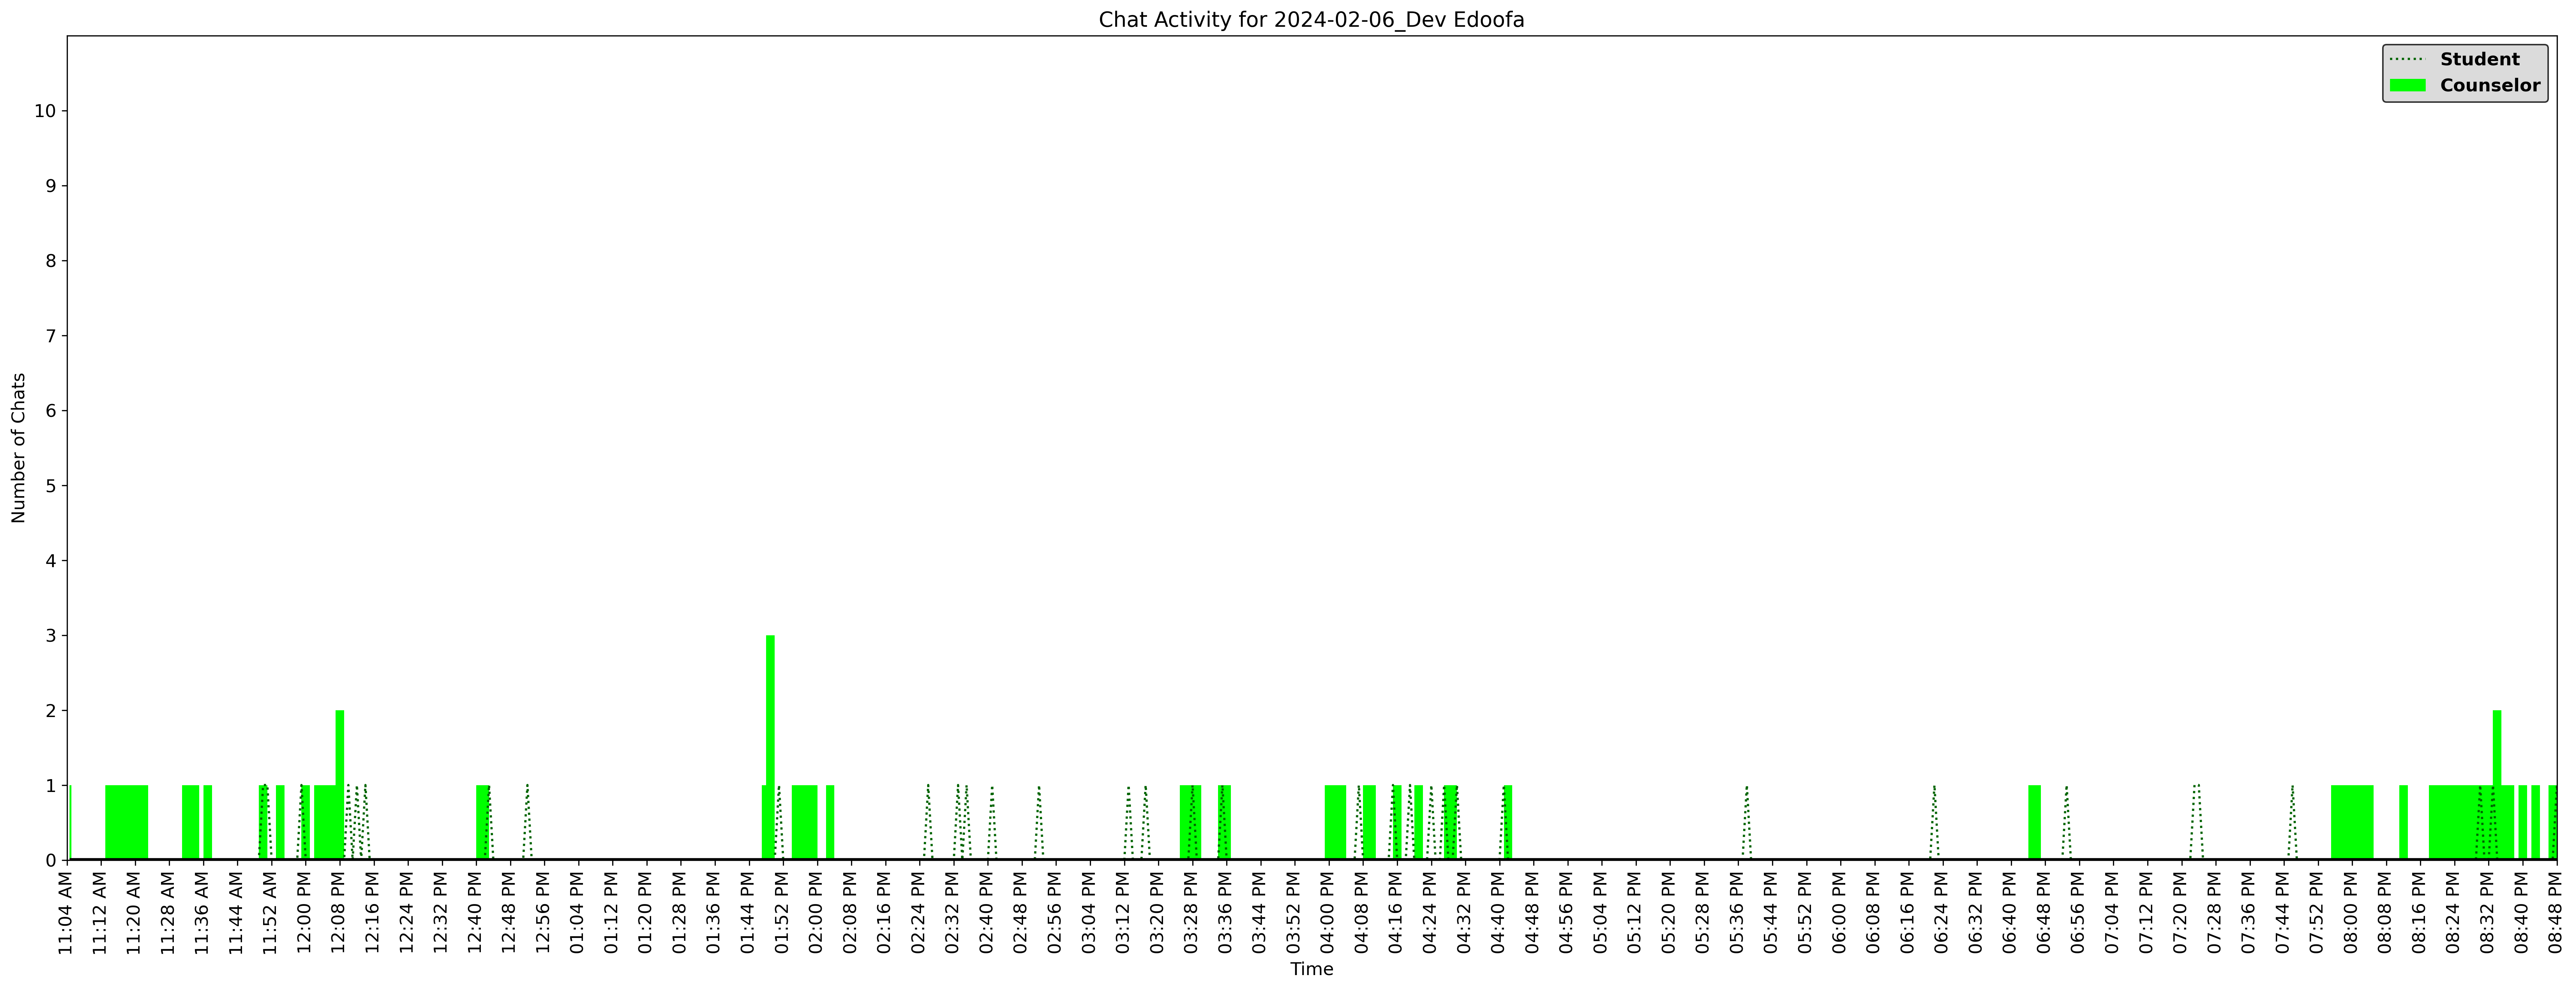 Chat Activity for 2024-02-06_Dev Edoofa
Student
Counselor
Number of Chats
10
9
8
7
6
5
4
3
2
1
0
11:04 AM
11:12 AM
11:20 AM
11:28 AM
11:36 AM
11:44 AM
11:52 AM
12:00 PM
12:08 PM
12:16 PM
12:24 PM
12:32 PM
12:40 PM
12:48 PM
12:56 PM
01:04 PM
01:12 PM
01:20 PM
01:28 PM
01:36 PM
01:44 PM
01:52 PM
02:00 PM
02:08 PM
02:16 PM
02:24 PM
02:32 PM
02:40 PM
02:48 PM
02:56 PM
03:04 PM
03:12 PM
03:20 PM
03:28 PM
03:36 PM
03:44 PM
03:52 PM
04:00 PM
04:08 PM
04:16 PM
04:24 PM
04:32 PM
04:40 PM
04:48 PM
04:56 PM
05:04 PM
05:12 PM
05:20 PM
05:28 PM
05:36 PM
05:44 PM
05:52 PM
06:00 PM
06:08 PM
06:16 PM
06:24 PM
06:32 PM
06:40 PM
06:48 PM
06:56 PM
07:04 PM
07:12 PM
07:20 PM
07:28 PM
07:36 PM
07:44 PM
07:52 PM
08:00 PM
08:08 PM
08:16 PM
08:24 PM
08:32 PM
08:40 PM
08:48 PM
Time